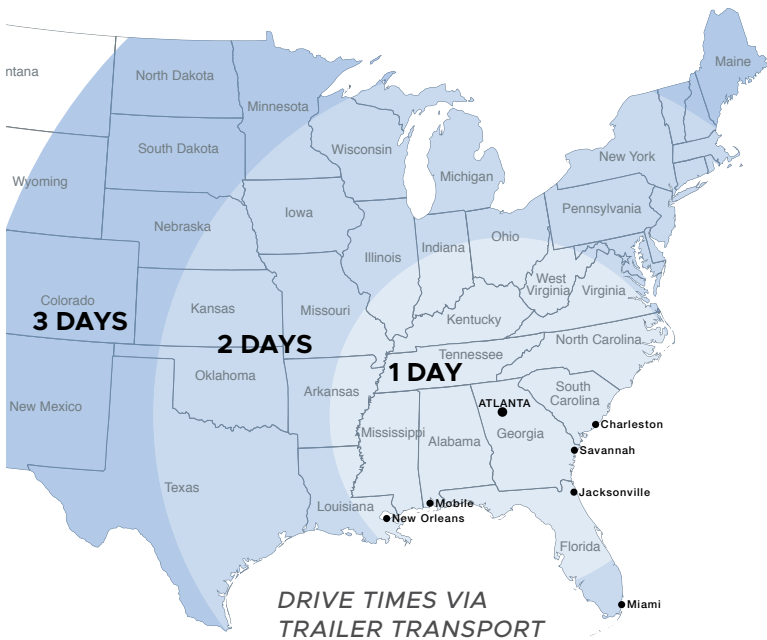 Maine
ntana
North Dakota
Minnesota
South Dakota
Wisconsin
New York
Michigan
Wyoming
Pennsylvania
Iowa
Nebraska
Ohio
Indiana
Illinois
West
Virginia
Virginia
Colorado
3 DAYS
Kansas
Missouri
Kentucky
2 DAYS
North Carolina
Tennessee
1 DAY
Oklahoma
Arkansas
South
Carolina
New Mexico
ATLANTA
Charleston
Mississippi
Alabama
Georgia
Savannah
Texas
Jacksonville
Louisiana
Mobile
New Orleans
Florida
Miami
DRIVE TIMES VIA
TRAILER TRANSPORT